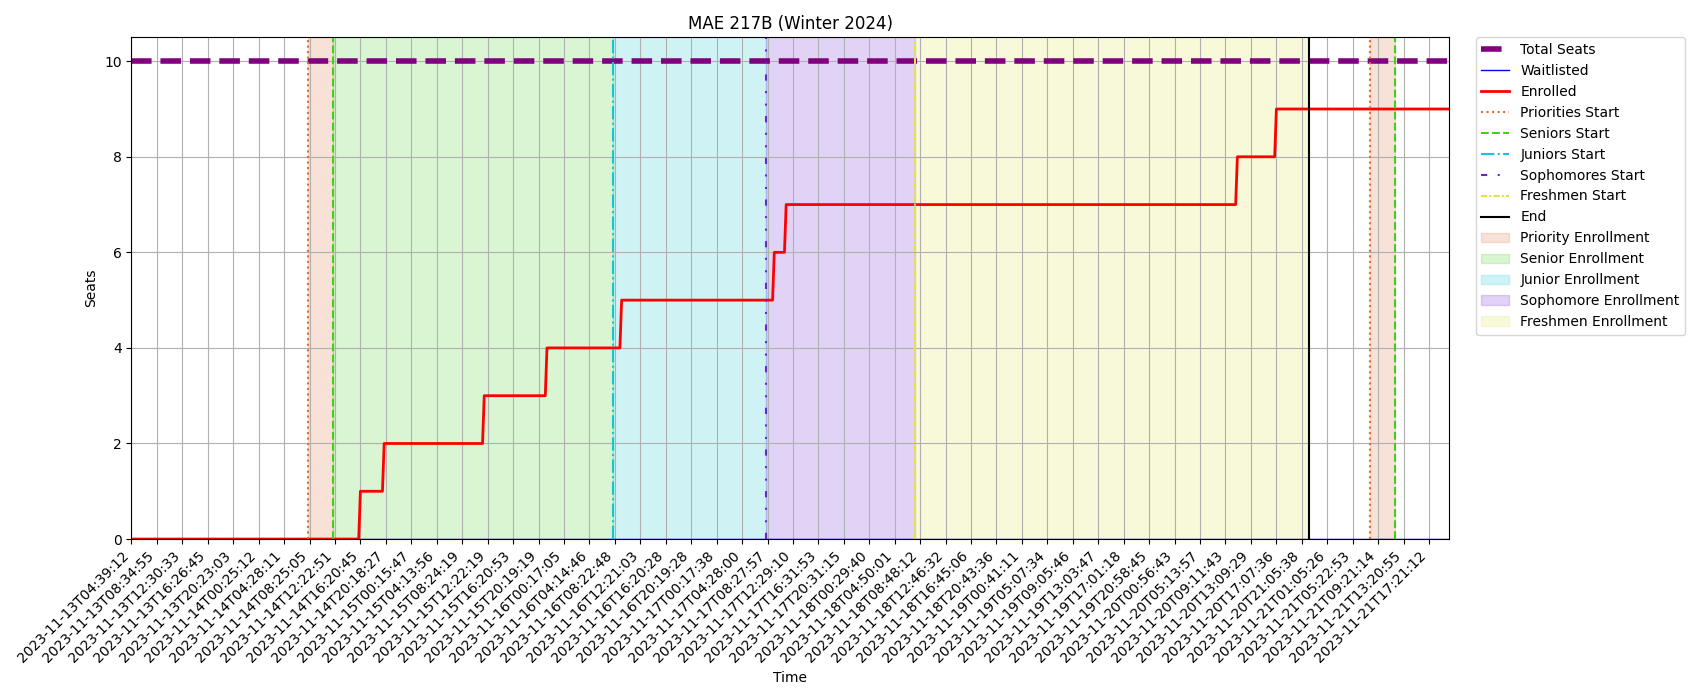 MAE 217B (Winter 2024)
10
8
6
4
2
0
Seats
2023-11-13T04:39:12
2023-11-13T08:34:55
2023-11-13T12:30:33
2023-11-13T16:26:45
2023-11-13T20:23:03
2023-11-14T00:25:12
2023-11-14T04:28:11
2023-11-14T08:25:05
2023-11-14T12:22:51
2023-11-14T16:20:45
2023-11-14T20:18:27
2023-11-15T00:15:47
2023-11-15T04:13:56
2023-11-15T08:24:19
2023-11-15T12:22:19
2023-11-15T16:20:53
2023-11-15T20:19:19
2023-11-16T00:17:05
2023-11-16T04:14:46
2023-11-16T08:22:48
2023-11-16T12:21:03
2023-11-16T16:20:28
2023-11-16T20:19:28
2023-11-17T00:17:38
2023-11-17T04:28:00
2023-11-17T08:27:57
2023-11-17T12:29:10
2023-11-17T16:31:53
2023-11-17T20:31:15
2023-11-18T00:29:40
2023-11-18T04:50:01
2023-11-18T08:48:12
2023-11-18T12:46:32
2023-11-18T16:45:06
2023-11-18T20:43:36
2023-11-19T00:41:11
2023-11-19T05:07:34
2023-11-19T09:05:46
2023-11-19T13:03:47
2023-11-19T17:01:18
2023-11-19T20:58:45
2023-11-20T00:56:43
2023-11-20T05:13:57
2023-11-20T09:11:43
2023-11-20T13:09:29
2023-11-20T17:07:36
2023-11-20T21:05:38
2023-11-21T01:05:26
2023-11-21T05:22:53
2023-11-21T09:21:14
2023-11-21T13:20:55
2023-11-21T17:21:12
Time
Total Seats
Waitlisted
Enrolled
Priorities Start
Seniors Start
Juniors Start
Sophomores Start
Freshmen Start
End
Priority Enrollment
Senior Enrollment
Junior Enrollment
Sophomore Enrollment
Freshmen Enrollment